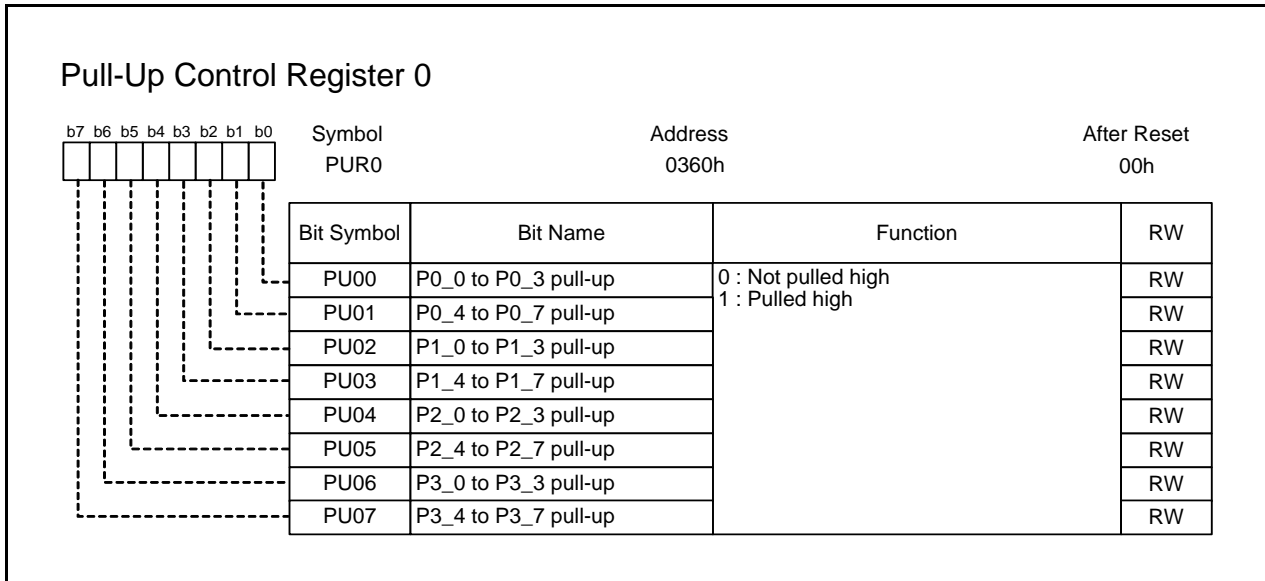 Pull-Up Control Register 0
b7 b6 b5 b4 b3 b2 b1 b0 Symbol Address After Reset
PUR0 0360h 00h
Bit Symbol Bit Name Function RW
PU00 P0_0 to P0_3 pull-up 0 : Not pulled high RW
1 : Pulled high
PU01 P0_4 to P0_7 pull-up RW
PU02 P1_0 to P1_3 pull-up RW
PU03 P1_4 to P1_7 pull-up RW
PU04 P2_0 to P2_3 pull-up RW
PU05 P2_4 to P2_7 pull-up RW
PU06 P3_0 to P3_3 pull-up RW
PU07 P3_4 to P3_7 pull-up RW